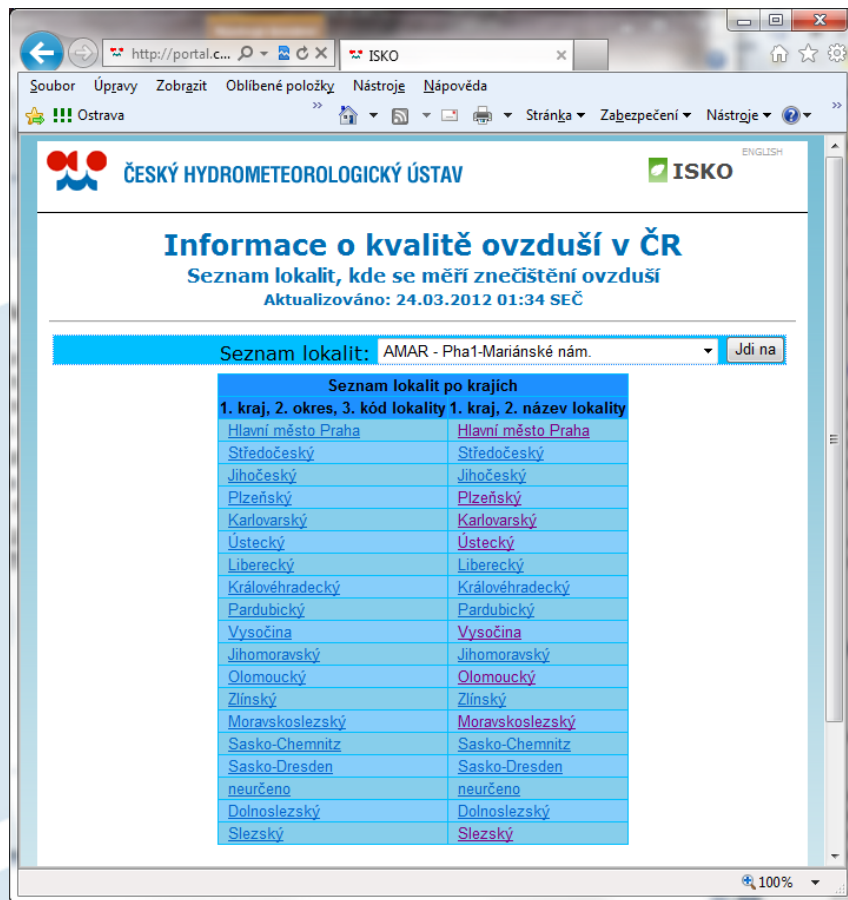 http://portal.c...
ISKO
Soubor Úpravy Zobrazit Oblíbené položky Nástroje Nápověda
!!! Ostrava » Stránka Zabezpečení Nástroje »
ČESKÝ HYDROMETEOROLOGICKÝ ÚSTAV
ISKO
ENGLISH
Informace o kvalitě ovzduší v ČR
Seznam lokalit, kde se měří znečištění ovzduší
Aktualizováno: 24.03.2012 01:34 SEČ
Seznam lokalit: AMAR - Pha1-Mariánské nám. Jdi na
Seznam lokalit po krajích
1. kraj, 2. okres, 3. kód lokality 1. kraj, 2. název lokality
Hlavní město Praha Hlavní město Praha
Středočeský Středočeský
Jihočeský Jihočeský
Plzeňský Plzeňský
Karlovarský Karlovarský
Ústecký Ústecký
Liberecký Liberecký
Královéhradecký Královéhradecký
Pardubický Pardubický
Vysočina Vysočina
Jihomoravský Jihomoravský
Olomoucký Olomoucký
Zlínský Zlínský
Moravskoslezský Moravskoslezský
Sasko-Chemnitz Sasko-Chemnitz
Sasko-Dresden Sasko-Dresden
neurčeno neurčeno
Dolnoslezský Dolnoslezský
Slezský Slezský
100%